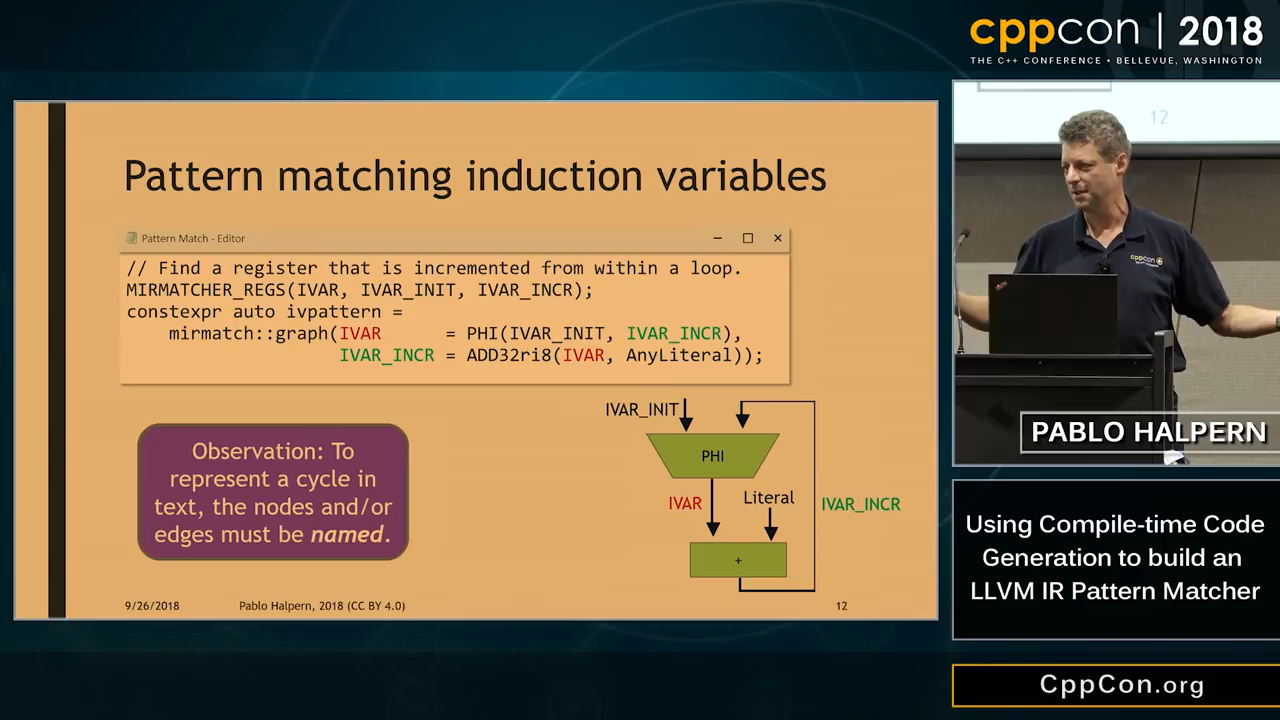 cppcon | 2018
THE C++ CONFERENCE • BELLEVUE, WASHINGTON
Pattern matching induction variables
Pattern Match - Editor
// Find a register that is incremented from within a loop.
MIRMATCHER_REGS(IVAR, IVAR_INIT, IVAR_INCR);
constexpr auto ivpattern =
mirmatch::graph(IVAR = PHI(IVAR_INIT, IVAR_INCR),
IVAR_INCR = ADD32ri8(IVAR, AnyLiteral));
Observation: To
represent a cycle in
text, the nodes and/or
edges must be named.
IVAR_INIT
PHI
IVAR
Literal
IVAR_INCR
+
9/26/2018
Pablo Halpern, 2018 (CC BY 4.0)
12
12
cppcon
PABLO HALPERN
Using Compile-time Code
Generation to build an
LLVM IR Pattern Matcher
CppCon.org